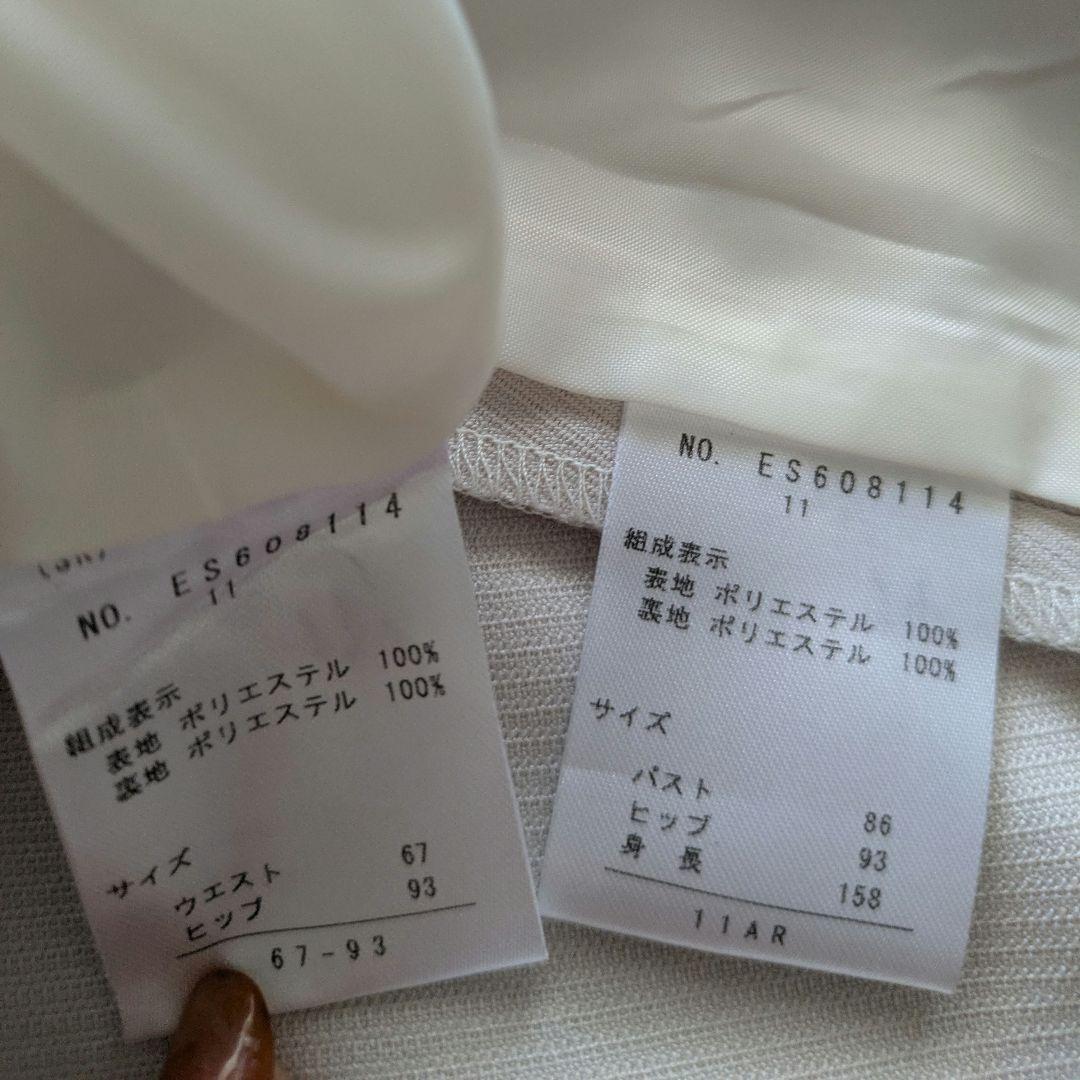 NO. ES608114
11
組成表示
表地 ポリエステル 100%
裏地 ポリエステル 100%
サイズ
ウエスト 67
ヒップ 93
67-93
NO. ES608114
11
組成表示
表地 ポリエステル 100%
裏地 ポリエステル 100%
サイズ
バスト 86
ヒップ 93
身長 158
11AR